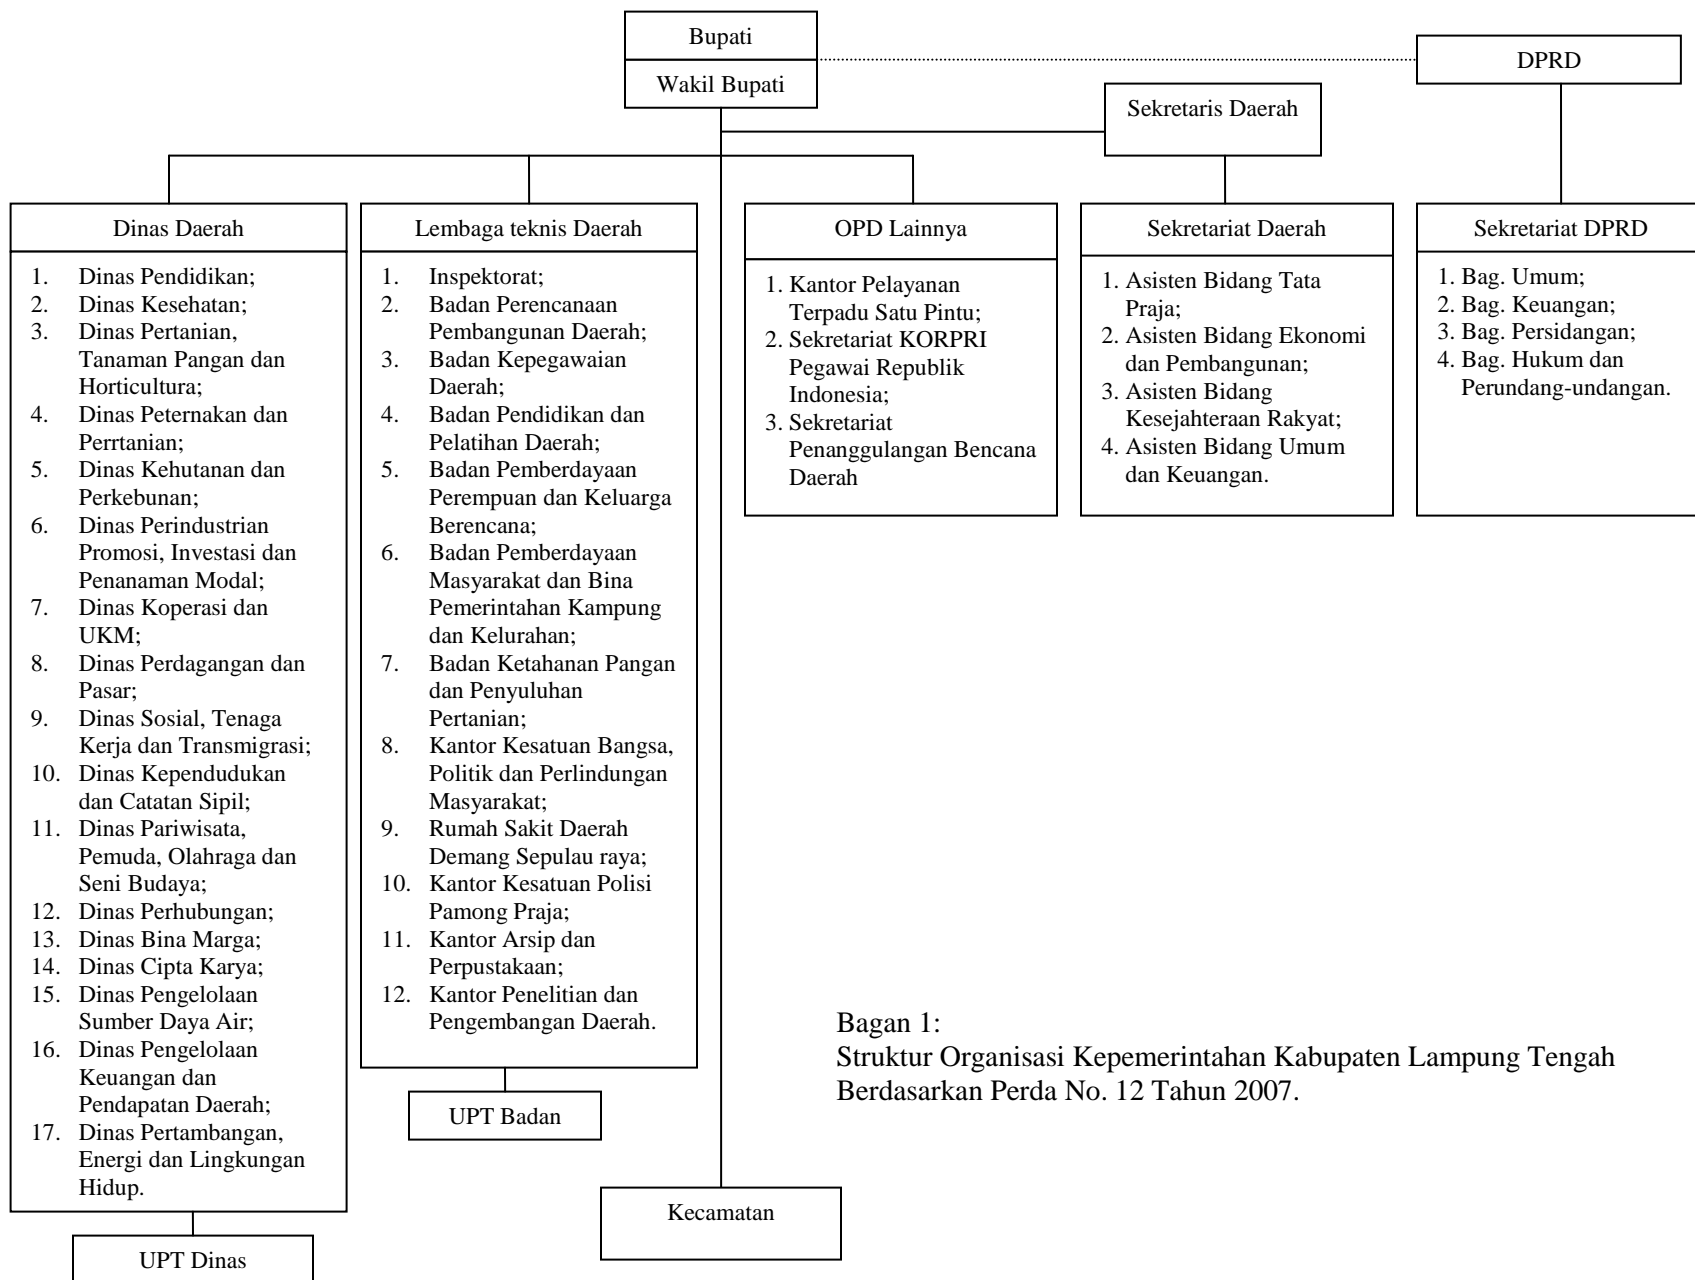 Bupati
Wakil Bupati
DPRD
Sekretaris Daerah
Dinas Daerah
1. Dinas Pendidikan;
2. Dinas Kesehatan;
3. Dinas Pertanian,
Tanaman Pangan dan
Horticultura;
4. Dinas Peternakan dan
Perrtanian;
5. Dinas Kehutanan dan
Perkebunan;
6. Dinas Perindustrian
Promosi, Investasi dan
Penanaman Modal;
7. Dinas Koperasi dan
UKM;
8. Dinas Perdagangan dan
Pasar;
9. Dinas Sosial, Tenaga
Kerja dan Transmigrasi;
10. Dinas Kependudukan
dan Catatan Sipil;
11. Dinas Pariwisata,
Pemuda, Olahraga dan
Seni Budaya;
12. Dinas Perhubungan;
13. Dinas Bina Marga;
14. Dinas Cipta Karya;
15. Dinas Pengelolaan
Sumber Daya Air;
16. Dinas Pengelolaan
Keuangan dan
Pendapatan Daerah;
17. Dinas Pertambangan,
Energi dan Lingkungan
Hidup.
UPT Dinas
Lembaga teknis Daerah
1. Inspektorat;
2. Badan Perencanaan
Pembangunan Daerah;
3. Badan Kepegawaian
Daerah;
4. Badan Pendidikan dan
Pelatihan Daerah;
5. Badan Pemberdayaan
Perempuan dan Keluarga
Berencana;
6. Badan Pemberdayaan
Masyarakat dan Bina
Pemerintahan Kampung
dan Kelurahan;
7. Badan Ketahanan Pangan
dan Penyuluhan
Pertanian;
8. Kantor Kesatuan Bangsa,
Politik dan Perlindungan
Masyarakat;
9. Rumah Sakit Daerah
Demang Sepulau raya;
10. Kantor Kesatuan Polisi
Pamong Praja;
11. Kantor Arsip dan
Perpustakaan;
12. Kantor Penelitian dan
Pengembangan Daerah.
UPT Badan
Kecamatan
OPD Lainnya
1. Kantor Pelayanan
Terpadu Satu Pintu;
2. Sekretariat KORPRI
Pegawai Republik
Indonesia;
3. Sekretariat
Penanggulangan Bencana
Daerah
Sekretariat Daerah
1. Asisten Bidang Tata
Praja;
2. Asisten Bidang Ekonomi
dan Pembangunan;
3. Asisten Bidang
Kesejahteraan Rakyat;
4. Asisten Bidang Umum
dan Keuangan.
Sekretariat DPRD
1. Bag. Umum;
2. Bag. Keuangan;
3. Bag. Persidangan;
4. Bag. Hukum dan
Perundang-undangan.
Bagan 1:
Struktur Organisasi Kepemerintahan Kabupaten Lampung Tengah
Berdasarkan Perda No. 12 Tahun 2007.